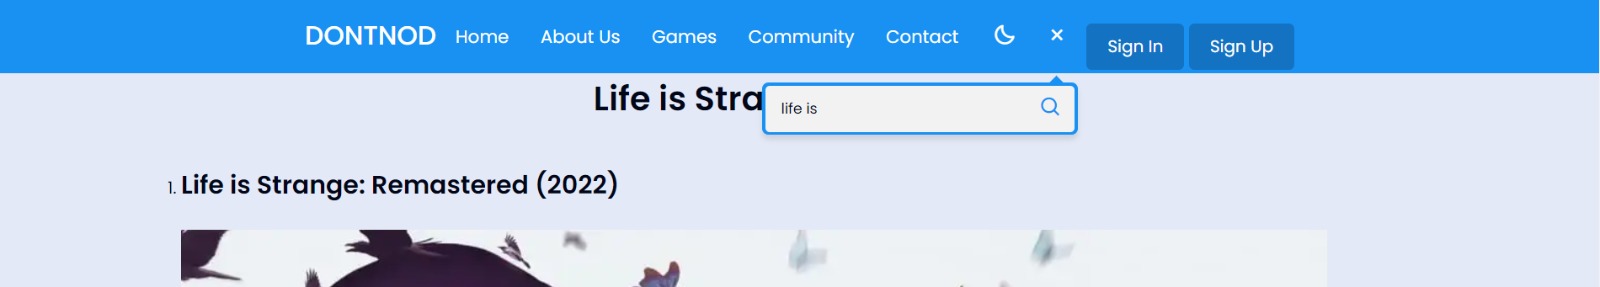 DONTNOD Home About Us Games Community Contact Sign In Sign Up
Life is Stra
life is
1. Life is Strange: Remastered (2022)